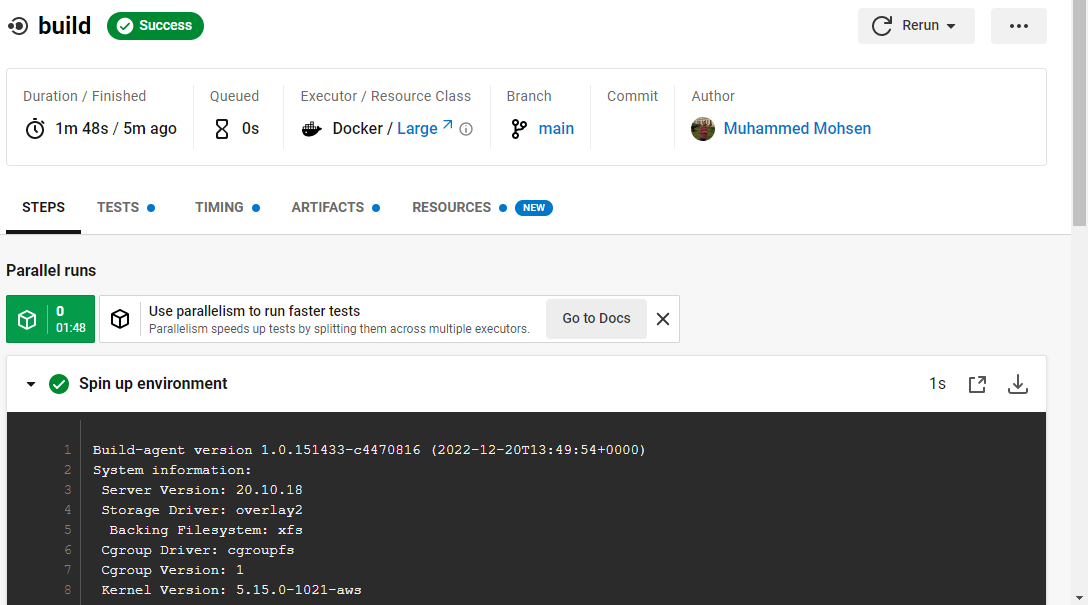 build Success Rerun
Duration / Finished Queued Executor / Resource Class Branch Commit Author
1m 48s / 5m ago 0s Docker / Large main Muhammed Mohsen
STEPS TESTS TIMING ARTIFACTS RESOURCES NEW
Parallel runs
0
01:48
Use parallelism to run faster tests
Parallelism speeds up tests by splitting them across multiple executors.
Go to Docs
Spin up environment 1s
1 Build-agent version 1.0.151433-c4470816 (2022-12-20T13:49:54+0000)
2 System information:
3 Server Version: 20.10.18
4 Storage Driver: overlay2
5 Backing Filesystem: xfs
6 Cgroup Driver: cgroupfs
7 Cgroup Version: 1
8 Kernel Version: 5.15.0-1021-aws